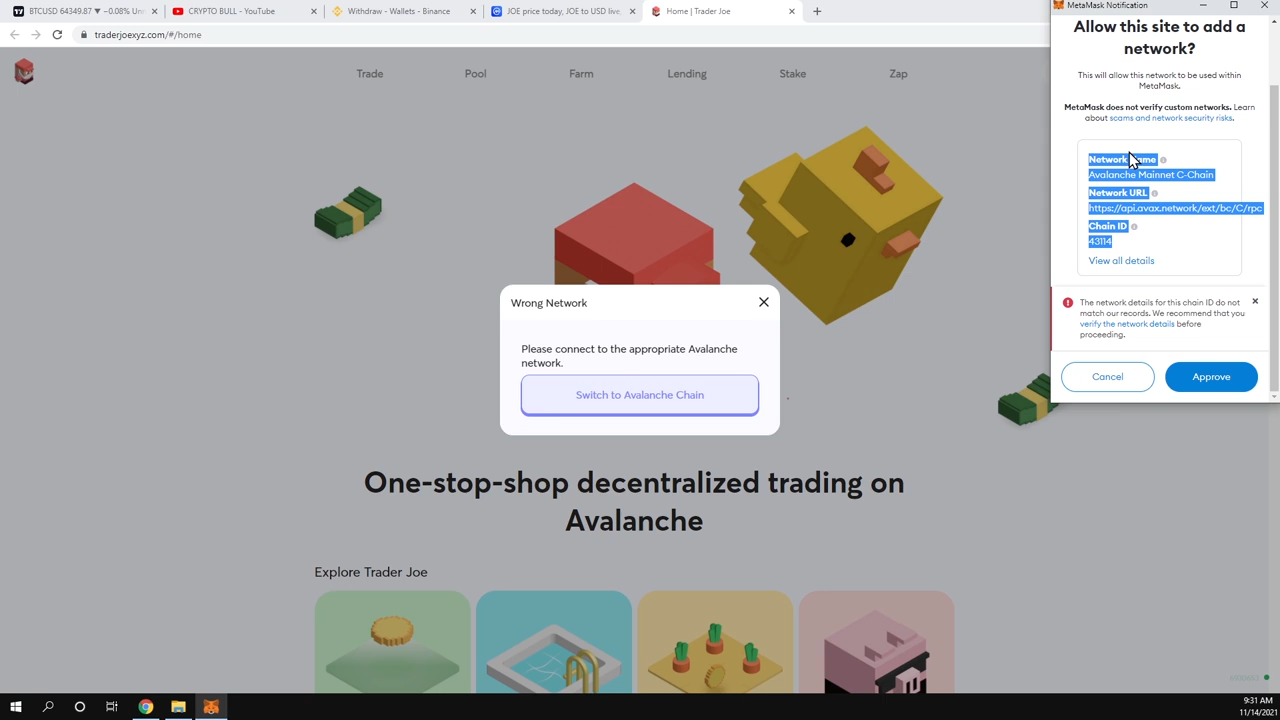 BTCUSD 64349.87 ▼ −0.08% Un
CRYPTO BULL - YouTube
Withdraw - Wallets - Binance
JOE price today, JOE to USD live,
Home | Trader Joe
traderjoexyz.com/#/home
Trade
Pool
Farm
Lending
Stake
Zap
MetaMask Notification
Allow this site to add a
network?
This will allow this network to be used within
MetaMask.
MetaMask does not verify custom networks. Learn
about scams and network security risks.
Network
Avalanche Mainnet C-Chain
Network URL
https://api.avax.network/ext/bc/C/rpc
Chain ID
43114
View all details
The network details for this chain ID do not
match our records. We recommend that you
verify the network details before
proceeding.
Cancel
Approve
Wrong Network
Please connect to the appropriate Avalanche
network.
Switch to Avalanche Chain
One-stop-shop decentralized trading on
Avalanche
Explore Trader Joe
9:31 AM
11/14/2021